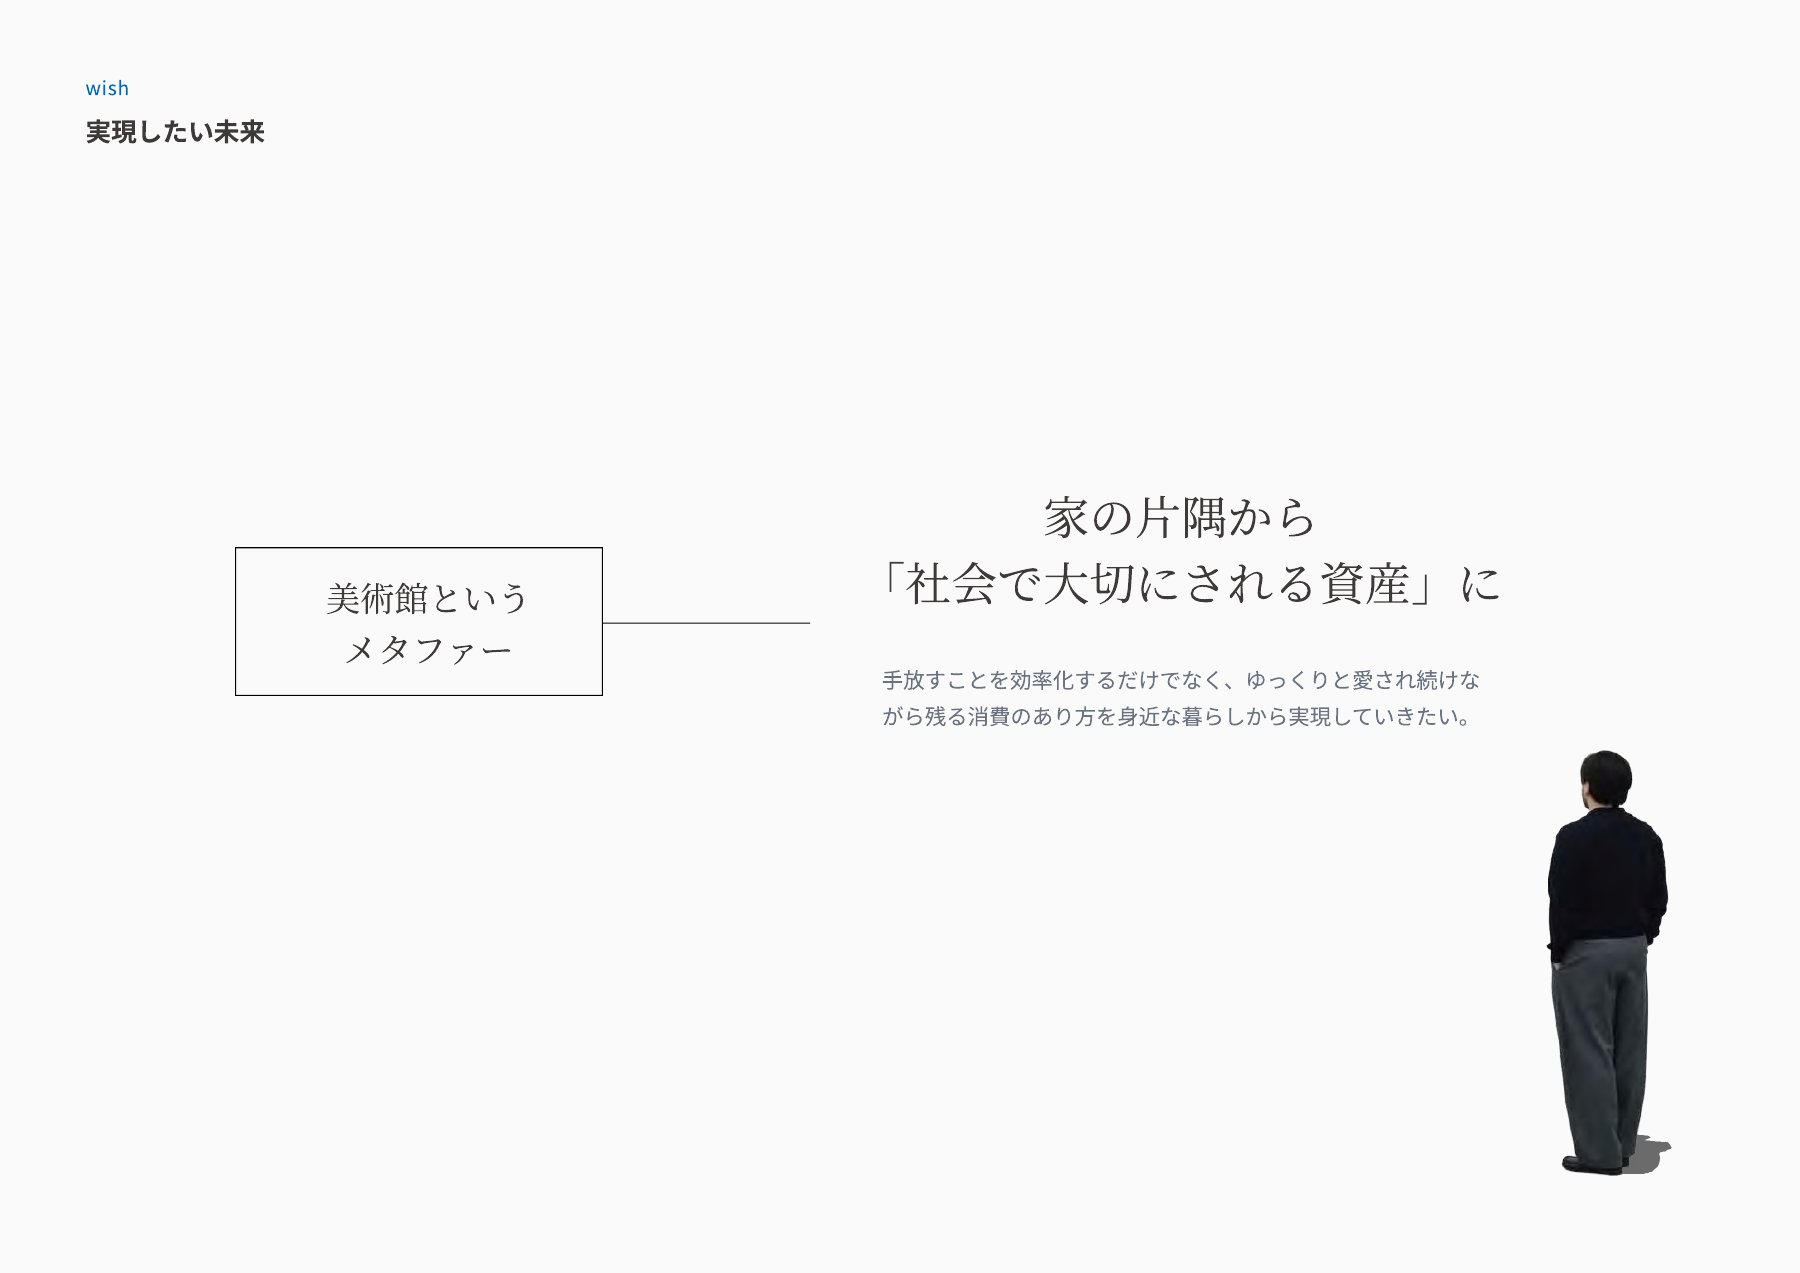 wish
実現したい未来
美術館という
メタファー
家の片隅から
「社会で大切にされる資産」に
手放すことを効率化するだけでなく、ゆっくりと愛され続けな
がら残る消費のあり方を身近な暮らしから実現していきたい。